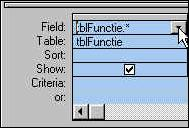 Field: tblFunctie.*
Table: tblFunctie
Sort:
Show:
Criteria:
or: